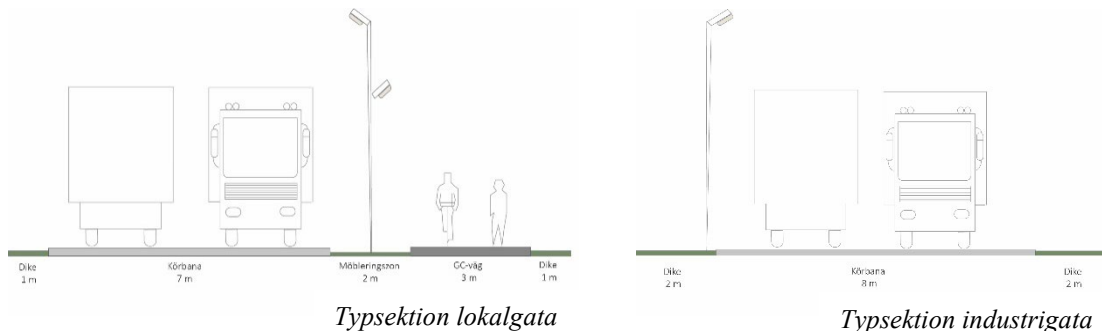 Dike
1 m
Körbana
7 m
Möbleringszon
2 m
GC-väg
3 m
Dike
1 m
Typsektion lokalgata
Dike
2 m
Körbana
8 m
Dike
2 m
Typsektion industrigata